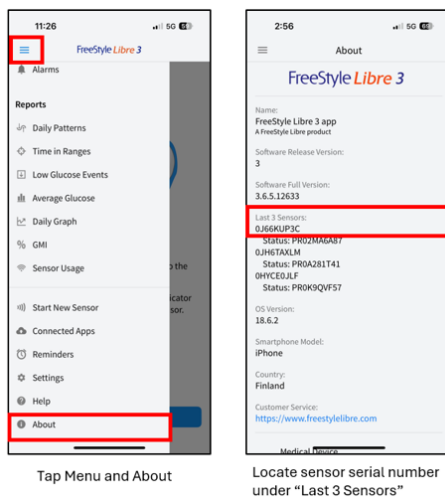 11:26
5G
FreeStyle Libre 3
Alarms
Reports
Daily Patterns
Time in Ranges
Low Glucose Events
Average Glucose
Daily Graph
GMI
Sensor Usage
the
icator
sor.
Start New Sensor
Connected Apps
Reminders
Settings
Help
About
Tap Menu and About
2:56
5G
About
FreeStyle Libre 3
Name:
FreeStyle Libre 3 app
A FreeStyle Libre product
Software Release Version:
3
Software Full Version:
3.6.5.12633
Last 3 Sensors:
0J66KUP3C
Status: PR02MA6A87
0JH6TAXLM
Status: PR0A281T41
0HYCE0JLF
Status: PR0K9QVF57
OS Version:
18.6.2
Smartphone Model:
iPhone
Country:
Finland
Customer Service:
https://www.freestylelibre.com
Medical Device
Locate sensor serial number
under “Last 3 Sensors”